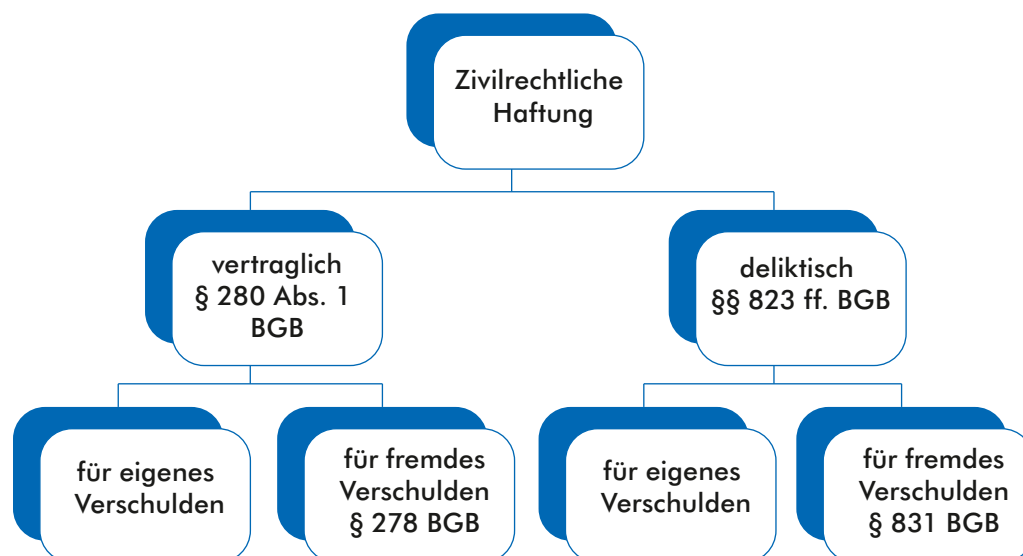 Zivilrechtliche
Haftung
vertraglich
§ 280 Abs. 1
BGB
deliktisch
§§ 823 ff. BGB
für eigenes
Verschulden
für fremdes
Verschulden
§ 278 BGB
für eigenes
Verschulden
für fremdes
Verschulden
§ 831 BGB